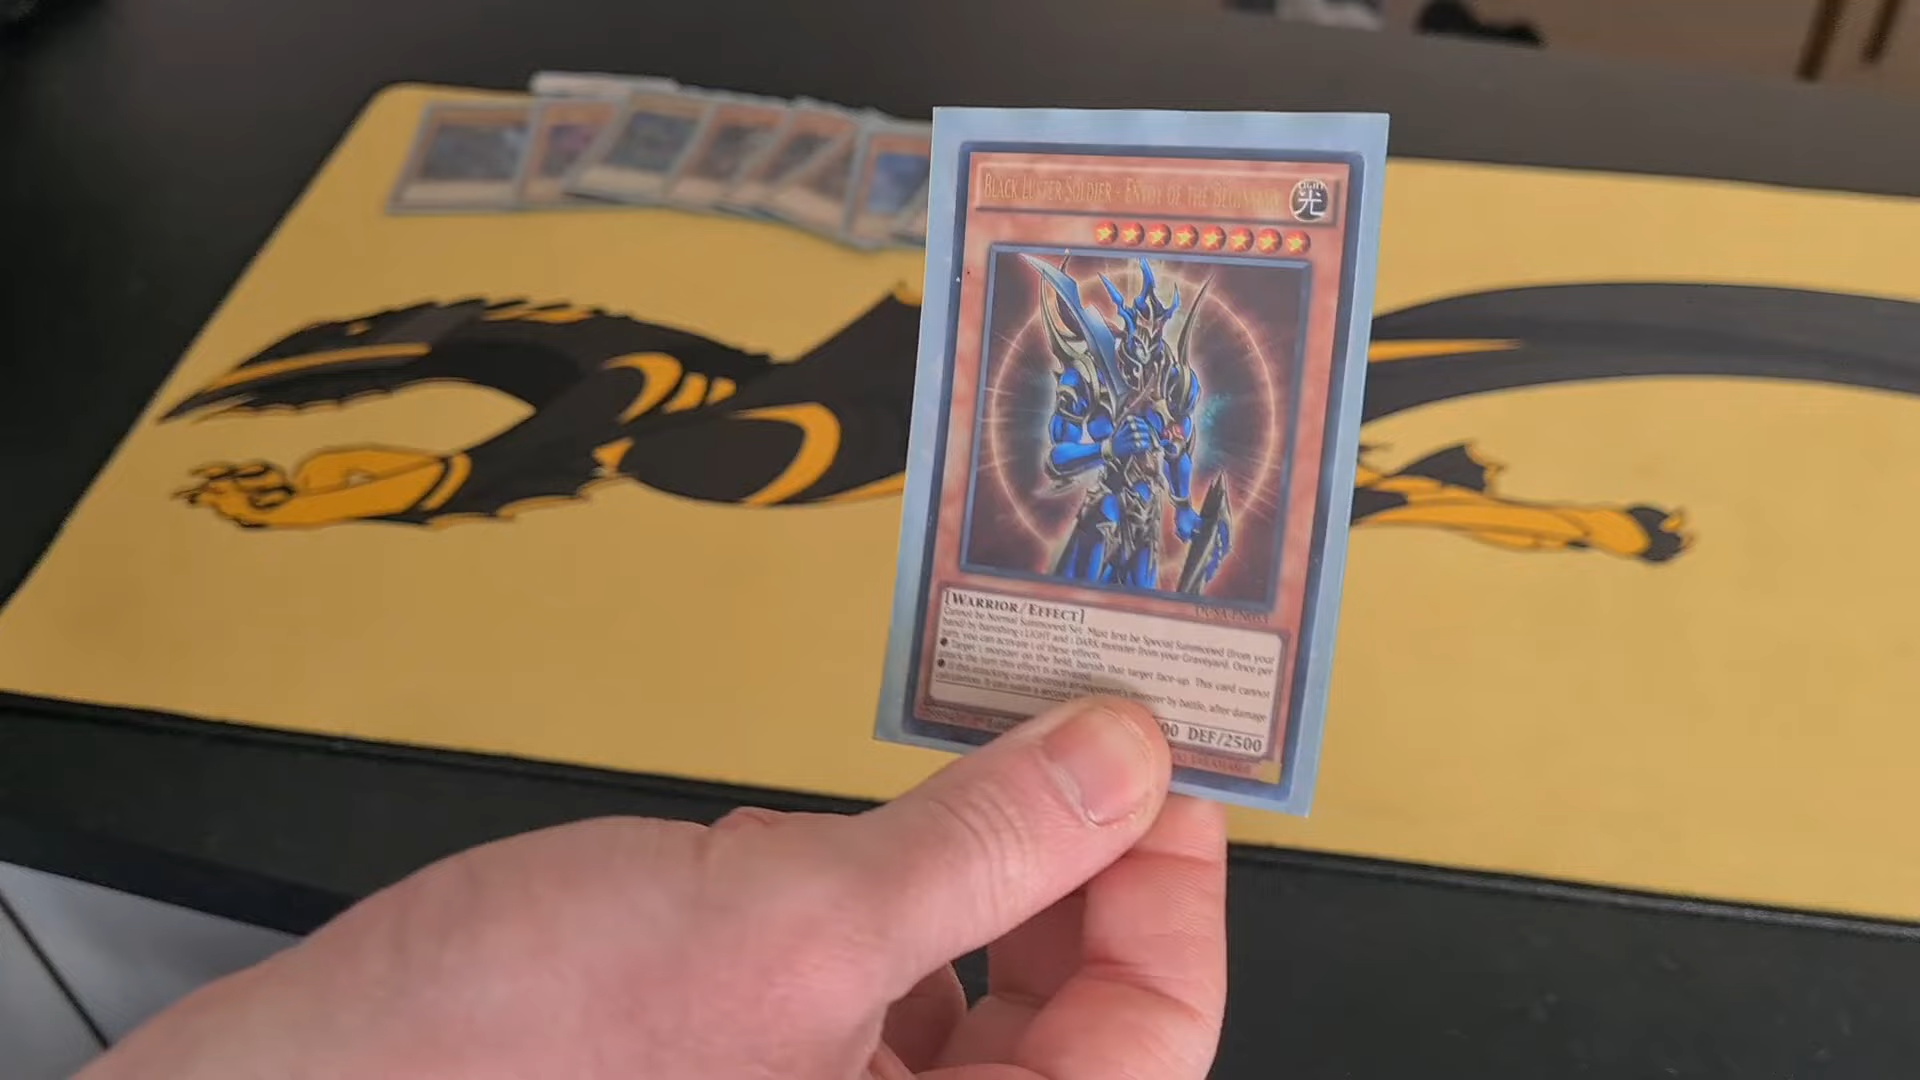 BLACK LUSTER SOLDIER - ENVOY OF THE BEGINNING
LIGHT
光
DUSA-EN053
[WARRIOR/EFFECT]
Cannot be Normal Summoned/Set. Must first be Special Summoned (from your
hand) by banishing 1 LIGHT and 1 DARK monster from your Graveyard. Once per
turn, you can activate 1 of these effects.
● Target 1 monster on the field; banish that target face-up. This card cannot
attack the turn this effect is activated.
● If this attacking card destroys an opponent's monster by battle, after damage
calculation: It can make a second
00 DEF/2500